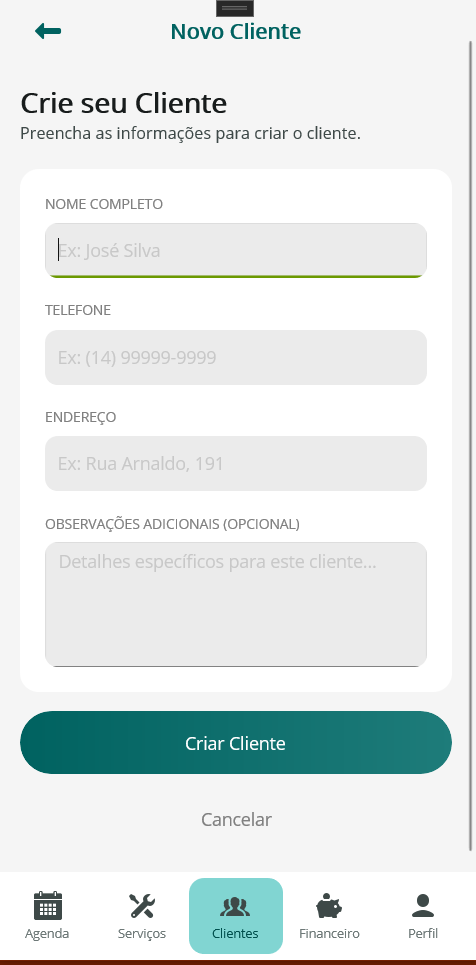 Novo Cliente
Crie seu Cliente
Preencha as informações para criar o cliente.
NOME COMPLETO
Ex: José Silva
TELEFONE
Ex: (14) 99999-9999
ENDEREÇO
Ex: Rua Arnaldo, 191
OBSERVAÇÕES ADICIONAIS (OPCIONAL)
Detalhes específicos para este cliente...
Criar Cliente
Cancelar
Agenda
Serviços
Clientes
Financeiro
Perfil